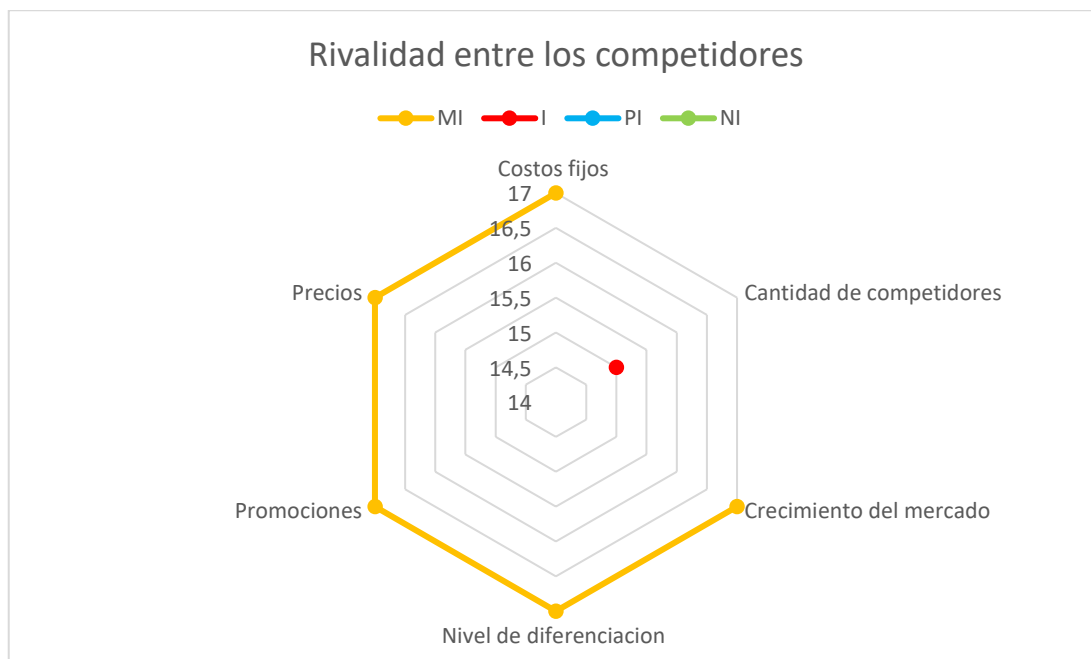 Rivalidad entre los competidores
MI I PI NI
Costos fijos
17
16,5
16
15,5
15
14,5
14
Precios
Cantidad de competidores
Promociones
Crecimiento del mercado
Nivel de diferenciacion